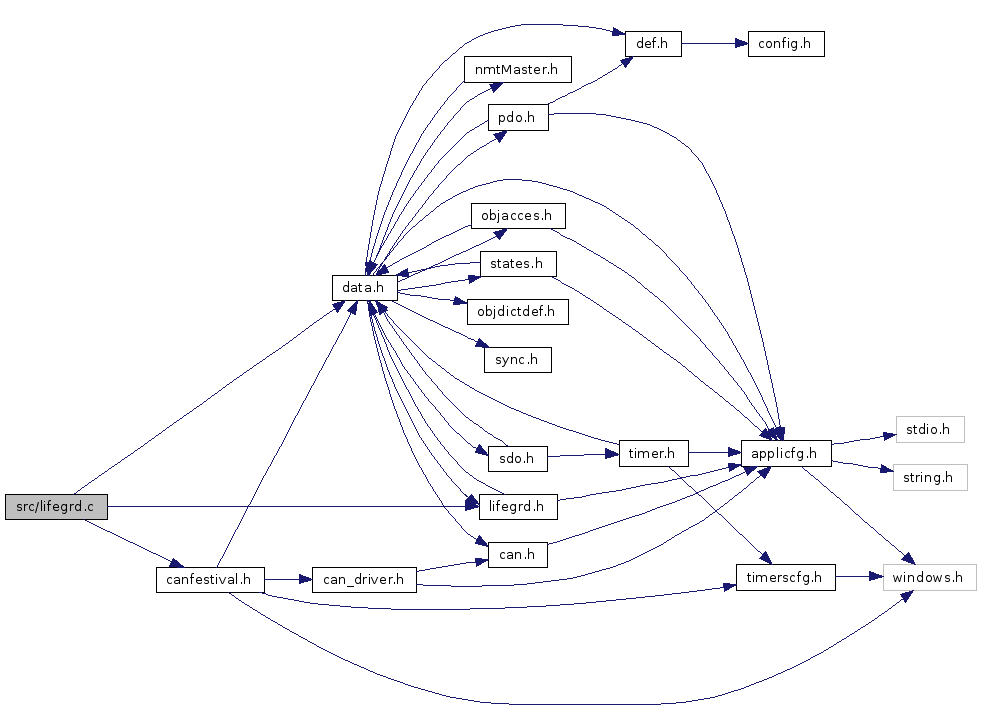 def.h
config.h
nmtMaster.h
pdo.h
objacces.h
states.h
data.h
objdictdef.h
sync.h
stdio.h
sdo.h
timer.h
applicfg.h
string.h
src/lifegrd.c
lifegrd.h
can.h
canfestival.h
can_driver.h
timerscfg.h
windows.h